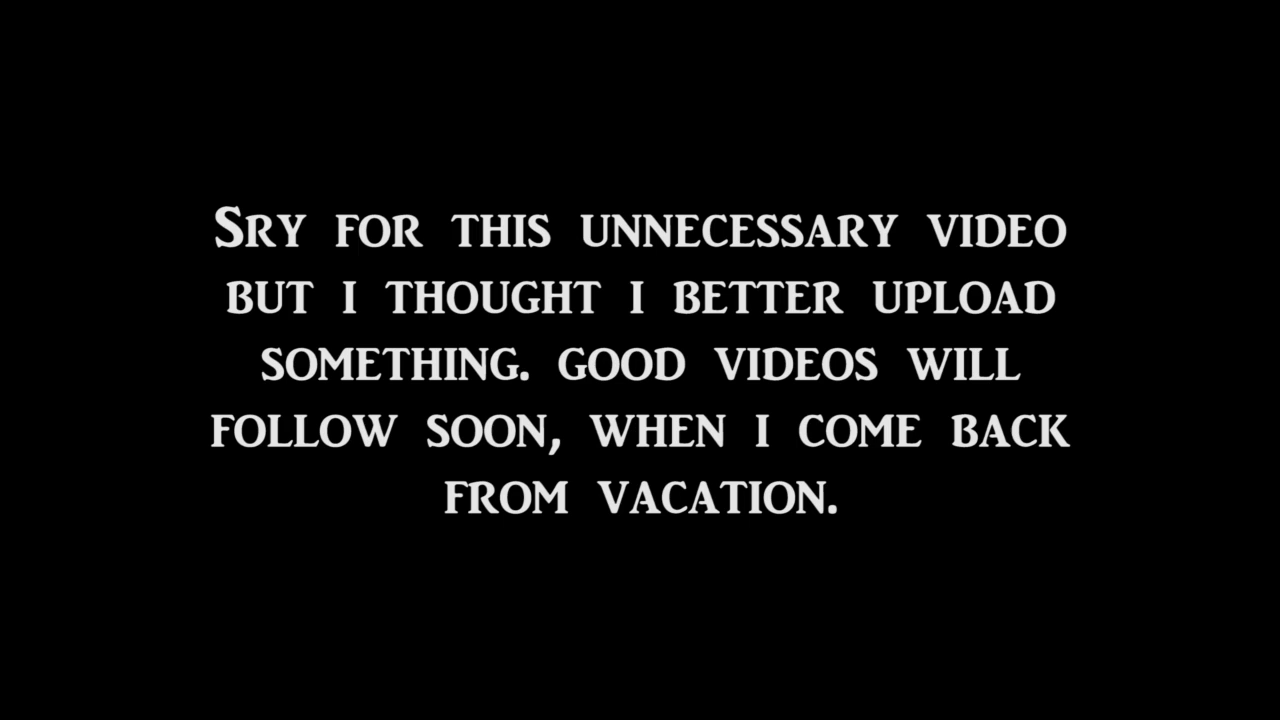 Sry for this unnecessary video
but i thought i better upload
something. good videos will
follow soon, when i come back
from vacation.